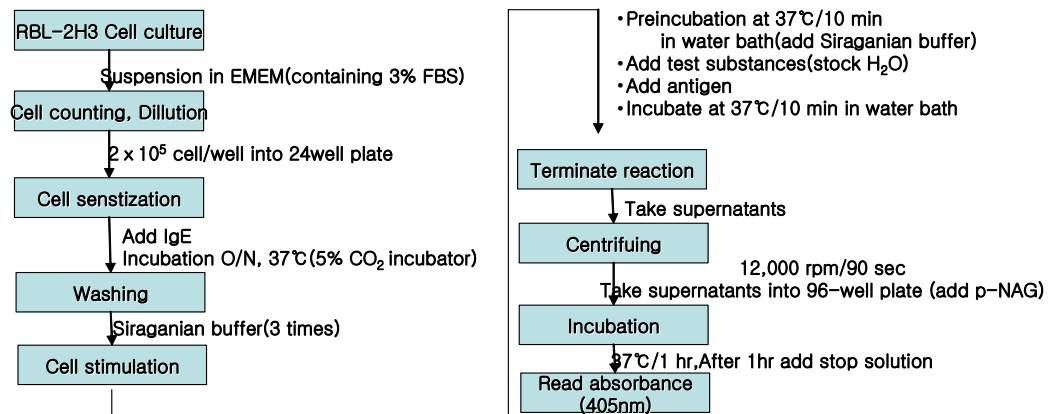 RBL-2H3 Cell culture
Suspension in EMEM(containing 3% FBS)
Cell counting, Dillution
2 x 10⁵ cell/well into 24well plate
Cell senstization
Add IgE
Incubation O/N, 37℃(5% CO₂ incubator)
Washing
Siraganian buffer(3 times)
Cell stimulation
•Preincubation at 37℃/10 min
in water bath(add Siraganian buffer)
•Add test substances(stock H₂O)
•Add antigen
•Incubate at 37℃/10 min in water bath
Terminate reaction
Take supernatants
Centrifuing
12,000 rpm/90 sec
Take supernatants into 96-well plate (add p-NAG)
Incubation
37℃/1 hr,After 1hr add stop solution
Read absorbance
(405nm)